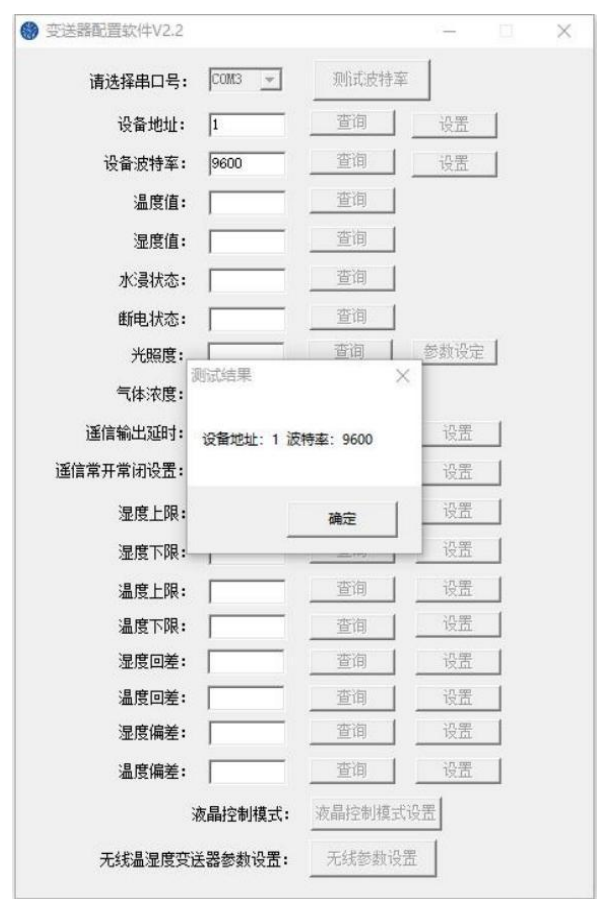 变送器配置软件V2.2
请选择串口号： COM3 测试波特率
设备地址： 1 查询 设置
设备波特率： 9600 查询 设置
温度值： 查询
湿度值： 查询
水浸状态： 查询
断电状态： 查询
光照度： 查询 参数设定
测试结果
气体浓度：
遥信输出延时： 设置
设备地址：1 波特率：9600
遥信常开常闭设置： 设置
湿度上限： 设置
确定
湿度下限： 设置
温度上限： 查询 设置
温度下限： 查询 设置
湿度回差： 查询 设置
温度回差： 查询 设置
湿度偏差： 查询 设置
温度偏差： 查询 设置
液晶控制模式： 液晶控制模式设置
无线温湿度变送器参数设置： 无线参数设置